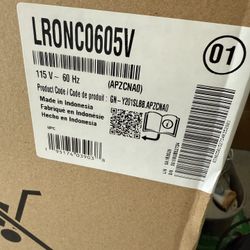 LRONC0605V
01
115 V~ 60 Hz
(APZCNA0)
Product Code / Code de produit : GN-Y201SLBB.APZCNA0
Made in Indonesia
Fabriqué en Indonésie
Hecho en Indonesia
UPC